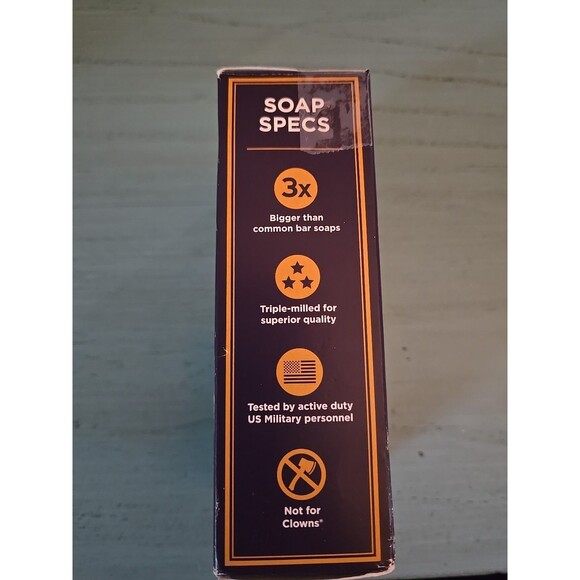 SOAP
SPECS
3x
Bigger than
common bar soaps
Triple-milled for
superior quality
Tested by active duty
US Military personnel
Not for
Clowns®